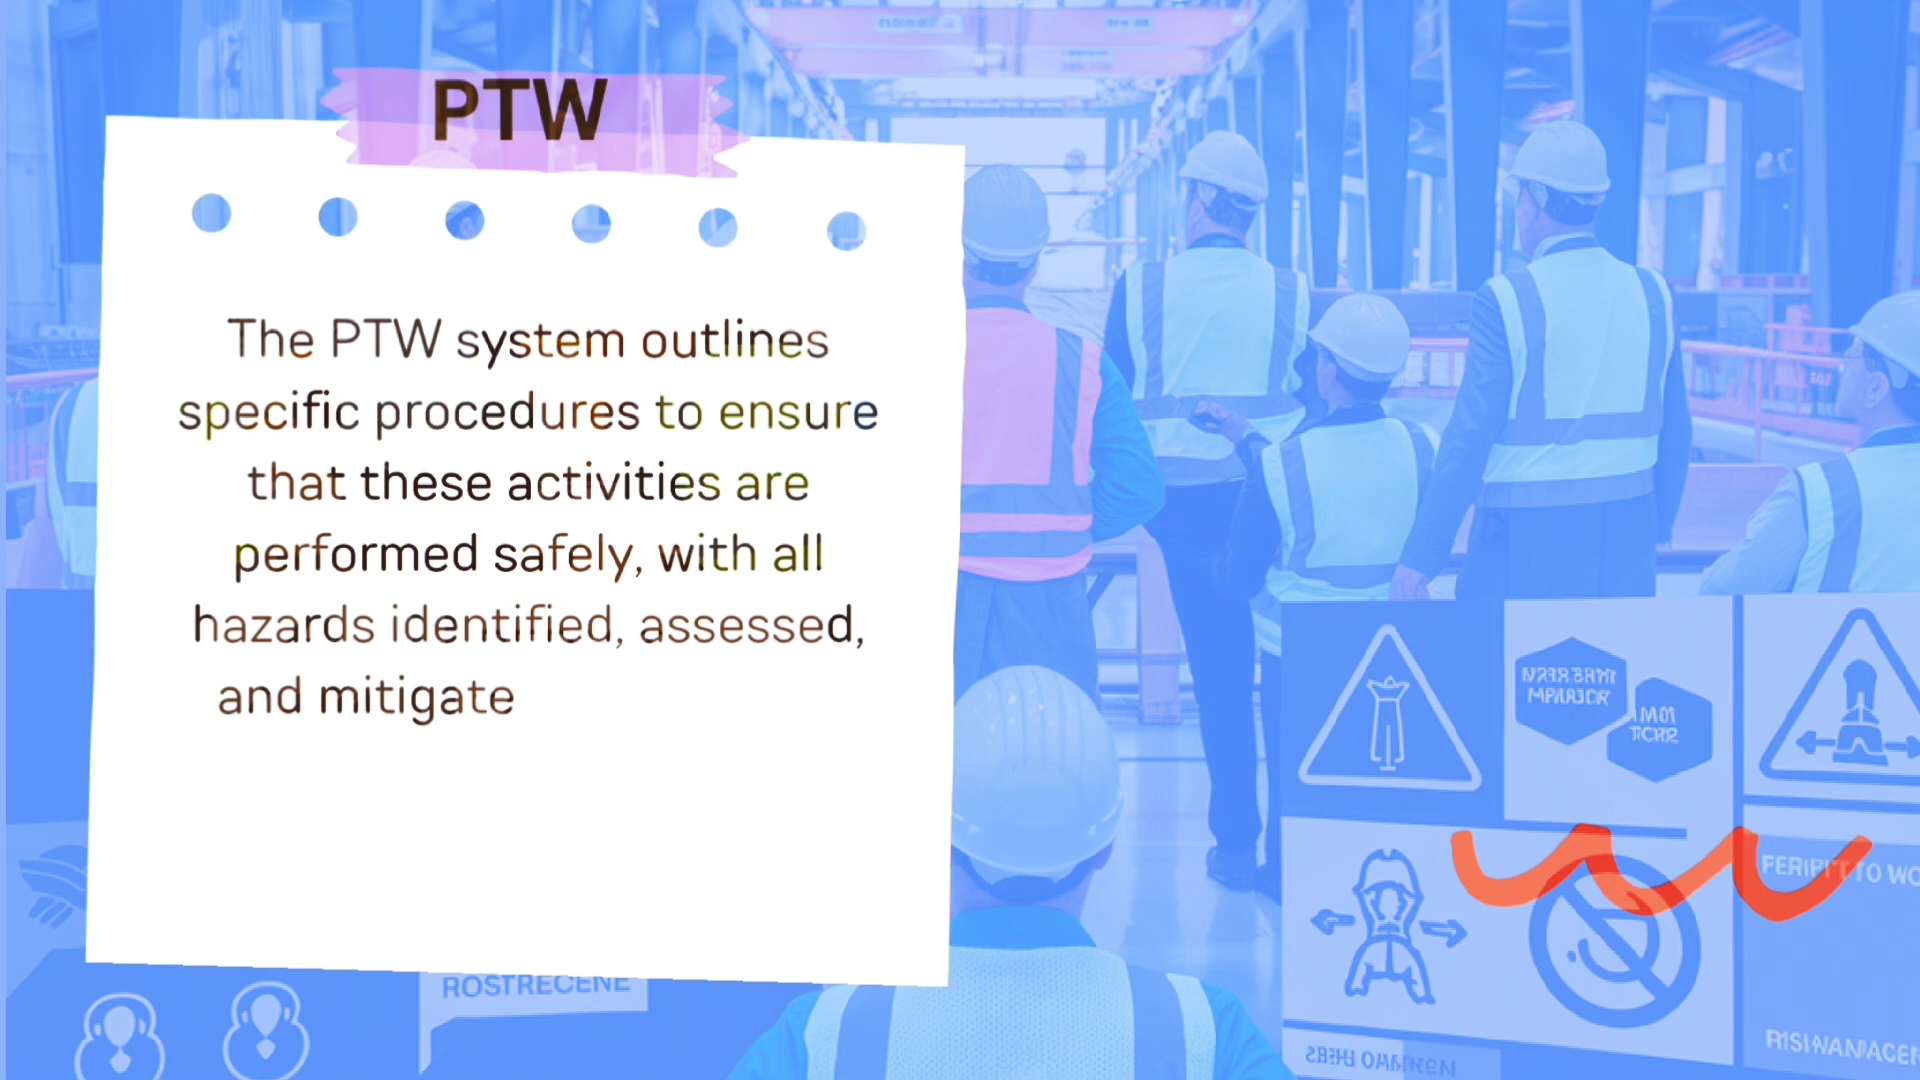 PTW
The PTW system outlines
specific procedures to ensure
that these activities are
performed safely, with all
hazards identified, assessed,
and mitigate
ROSTRECENE